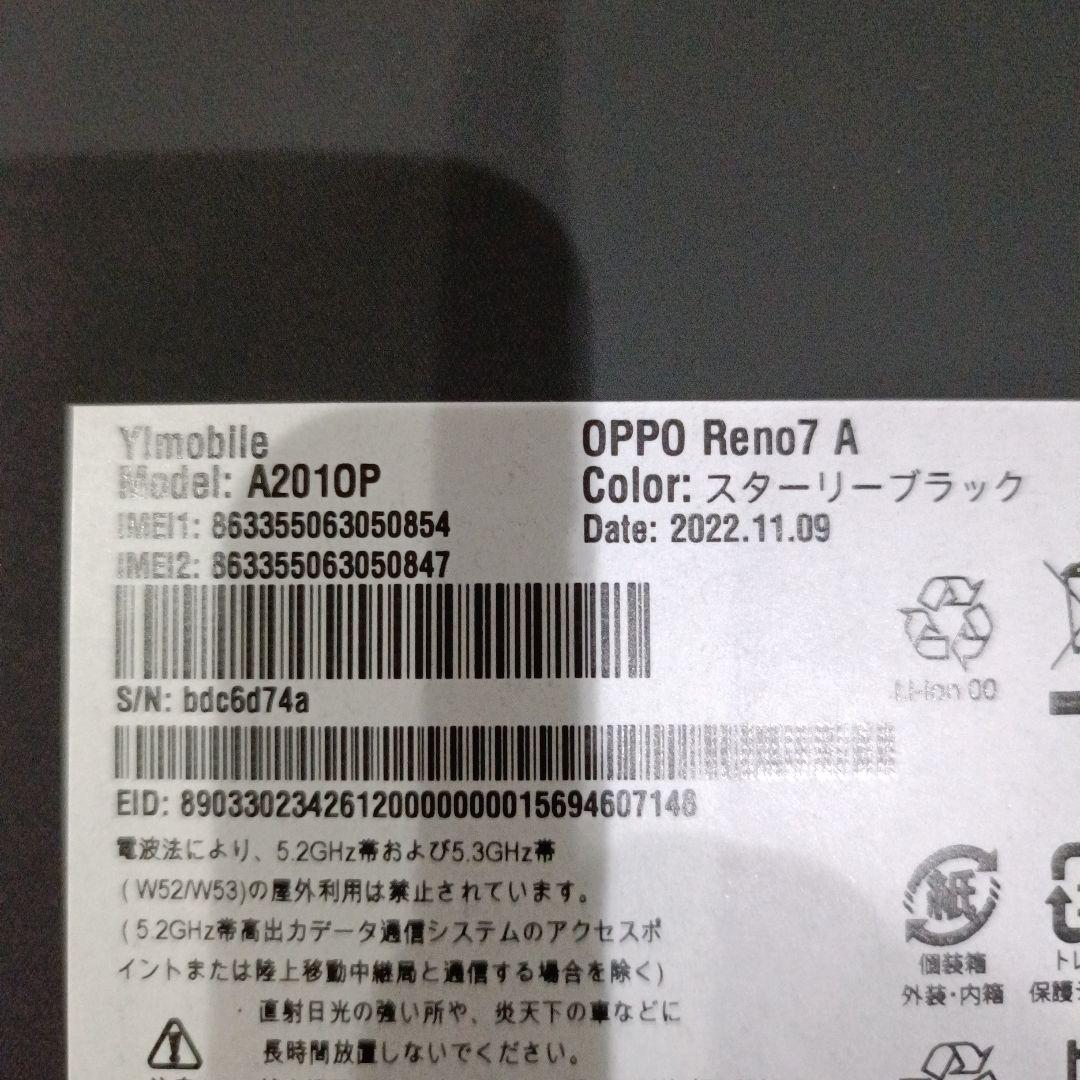 Y!mobile
Model: A201OP
IMEI1: 863355063050854
IMEI2: 863355063050847
OPPO Reno7 A
Color: スターリーブラック
Date: 2022.11.09
S/N: bdc6d74a
EID: 89033023426120000000015694607148
Li-ion 00
電波法により、5.2GHz帯および5.3GHz帯
(W52/W53)の屋外利用は禁止されています。
(5.2GHz帯高出力データ通信システムのアクセスポ
イントまたは陸上移動中継局と通信する場合を除く)
・直射日光の強い所や、炎天下の車などに
長時間放置しないでください。
紙
個装箱
外装・内箱
トレ
保護